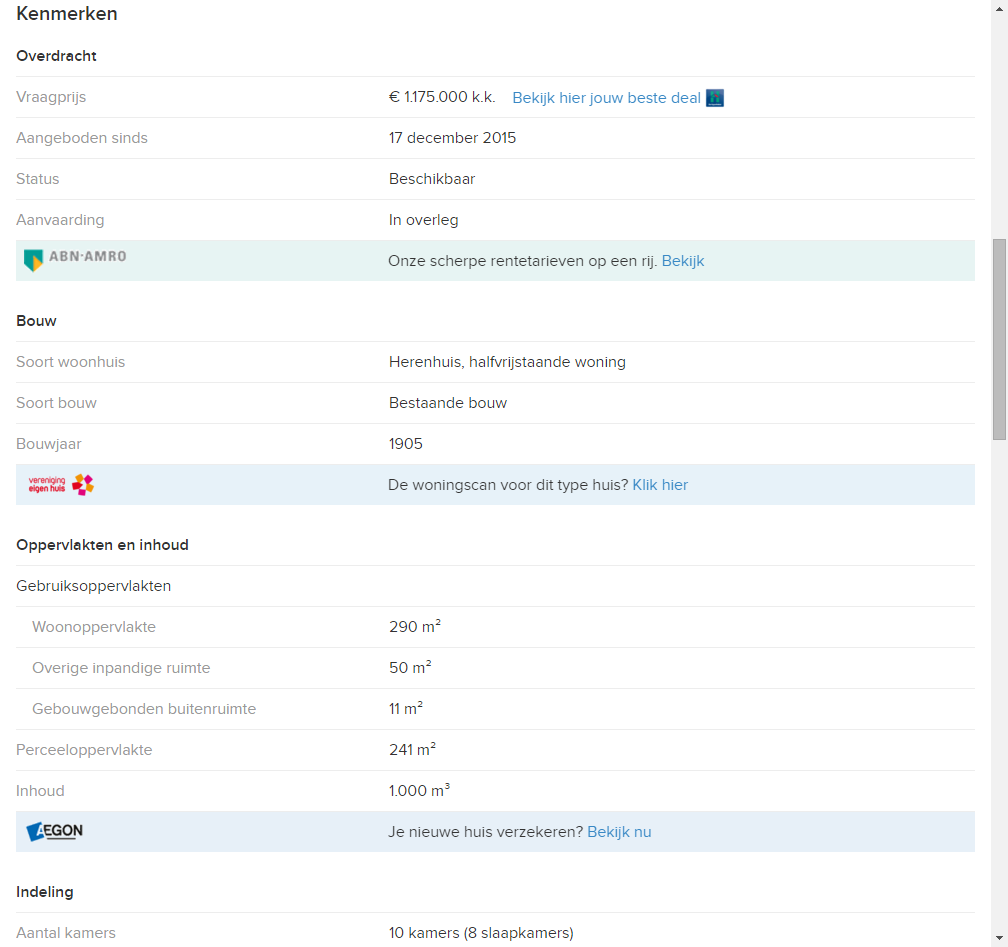 Kenmerken
Overdracht
Vraagprijs € 1.175.000 k.k. Bekijk hier jouw beste deal
Aangeboden sinds 17 december 2015
Status Beschikbaar
Aanvaarding In overleg
ABN·AMRO Onze scherpe rentetarieven op een rij. Bekijk
Bouw
Soort woonhuis Herenhuis, halfvrijstaande woning
Soort bouw Bestaande bouw
Bouwjaar 1905
vereniging eigen huis De woningscan voor dit type huis? Klik hier
Oppervlakten en inhoud
Gebruiksoppervlakten
Woonoppervlakte 290 m²
Overige inpandige ruimte 50 m²
Gebouwgebonden buitenruimte 11 m²
Perceeloppervlakte 241 m²
Inhoud 1.000 m³
AEGON Je nieuwe huis verzekeren? Bekijk nu
Indeling
Aantal kamers 10 kamers (8 slaapkamers)